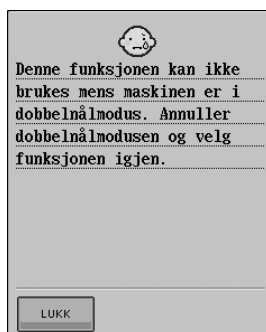 Denne funksjonen kan ikke
brukes mens maskinen er i
dobbelnålmodus. Annuller
dobbelnålmodusen og velg
funksjonen igjen.
LUKK